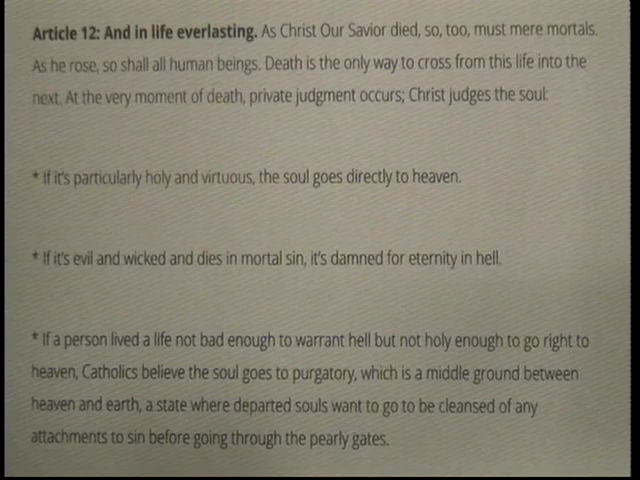 Article 12: And in life everlasting. As Christ Our Savior died, so, too, must mere mortals.
As he rose, so shall all human beings. Death is the only way to cross from this life into the
next. At the very moment of death, private judgment occurs; Christ judges the soul:
* If it's particularly holy and virtuous, the soul goes directly to heaven.
* If it's evil and wicked and dies in mortal sin, it's damned for eternity in hell.
* If a person lived a life not bad enough to warrant hell but not holy enough to go right to
heaven, Catholics believe the soul goes to purgatory, which is a middle ground between
heaven and earth, a state where departed souls want to go to be cleansed of any
attachments to sin before going through the pearly gates.